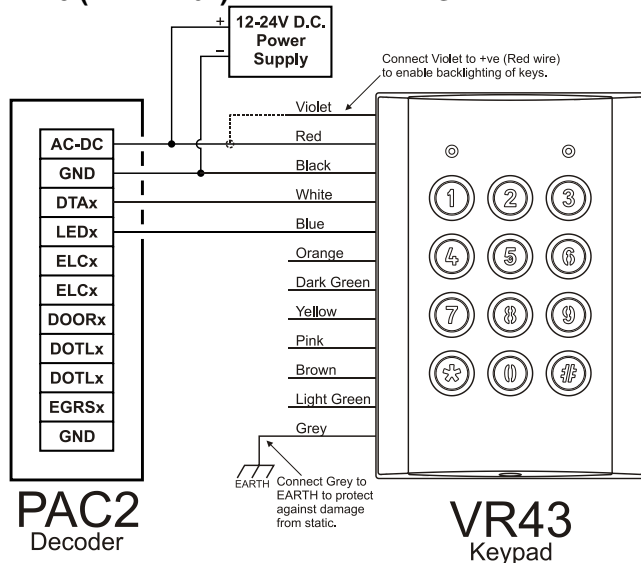 12-24V D.C.
Power
Supply
+
–
Connect Violet to +ve (Red wire)
to enable backlighting of keys.
AC-DC
GND
DTAx
LEDx
ELCx
ELCx
DOORx
DOTLx
DOTLx
EGRSx
GND
Violet
Red
Black
White
Blue
Orange
Dark Green
Yellow
Pink
Brown
Light Green
Grey
1 2 3
4 5 6
7 8 9
* 0 #
EARTH
Connect Grey to
EARTH to protect
against damage
from static.
PAC2
Decoder
VR43
Keypad